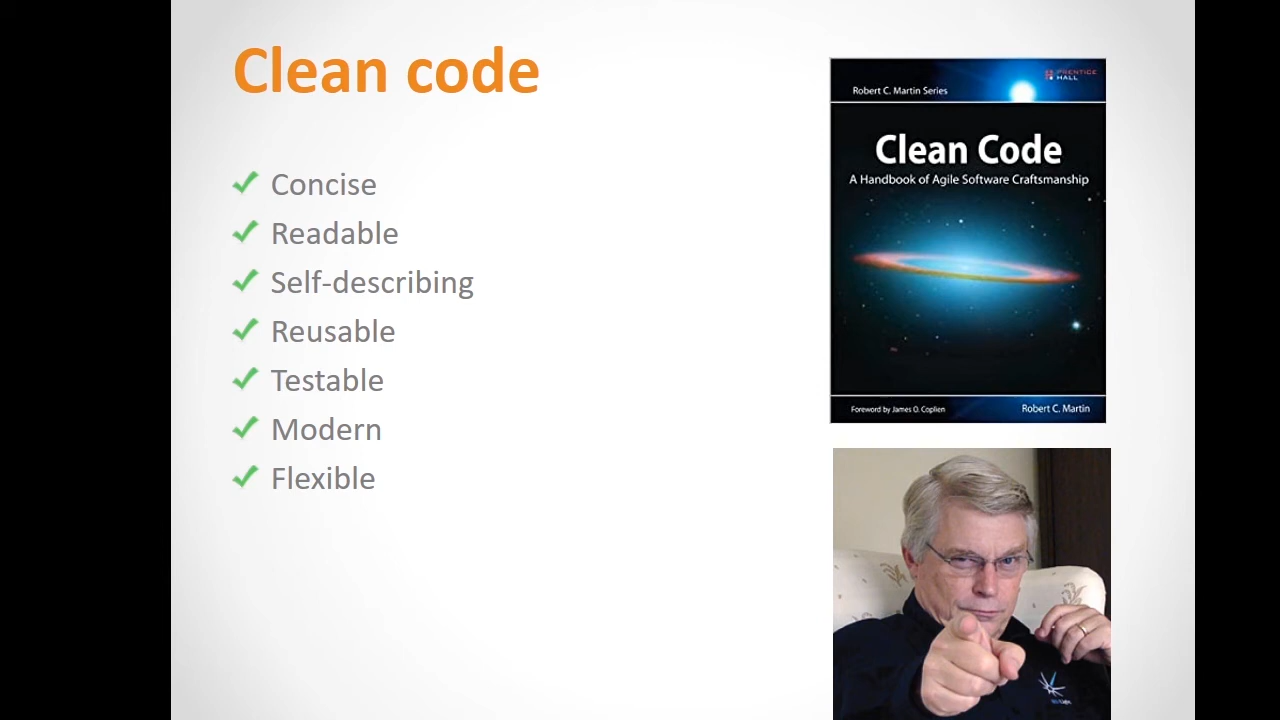 Clean code
Concise
Readable
Self-describing
Reusable
Testable
Modern
Flexible
PRENTICE
HALL
Robert C. Martin Series
Clean Code
A Handbook of Agile Software Craftsmanship
Foreword by James O. Coplien
Robert C. Martin